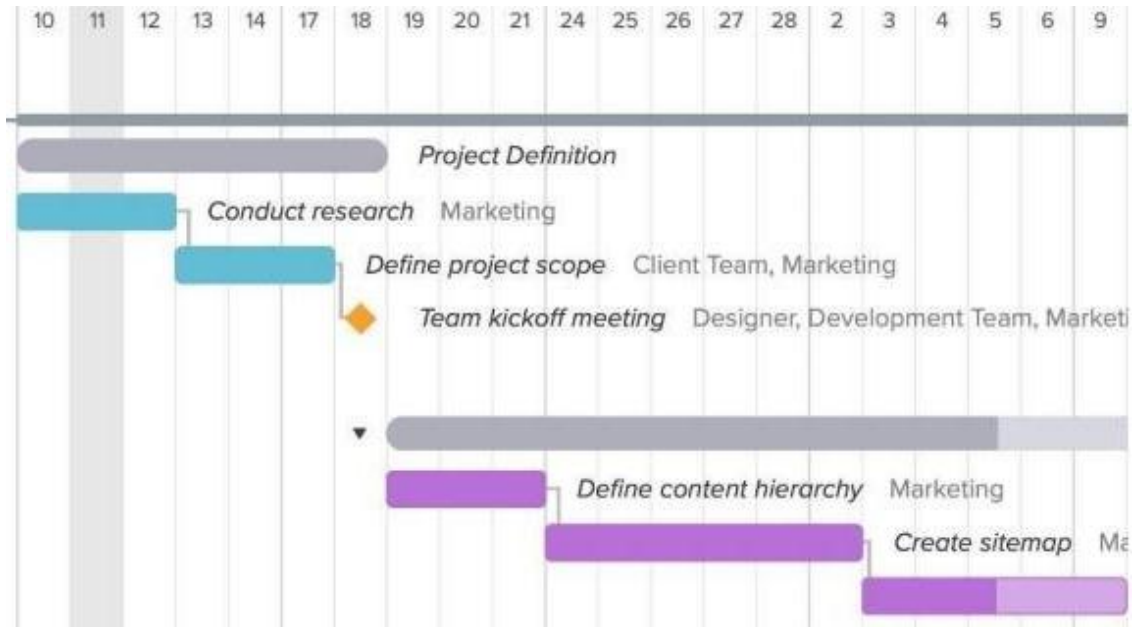 10 11 12 13 14 17 18 19 20 21 24 25 26 27 28 2 3 4 5 6 9
Project Definition
Conduct research Marketing
Define project scope Client Team, Marketing
Team kickoff meeting Designer, Development Team, Marketi
Define content hierarchy Marketing
Create sitemap Ma